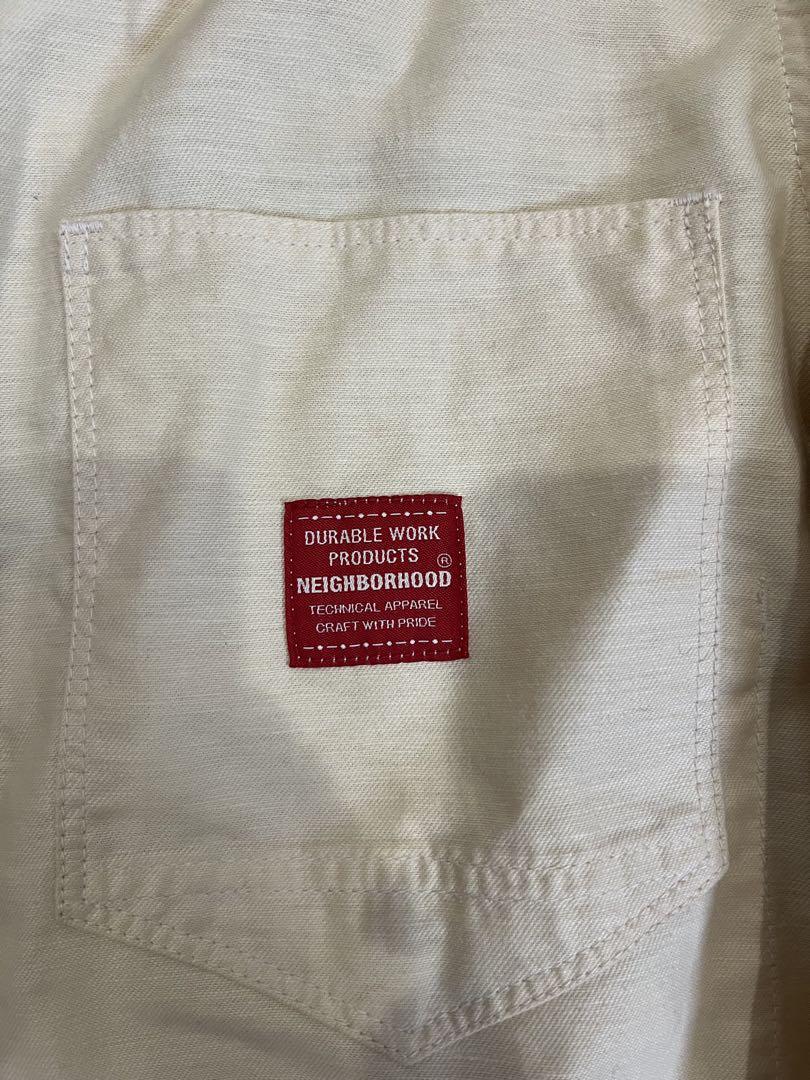 DURABLE WORK
PRODUCTS
NEIGHBORHOOD®
TECHNICAL APPAREL
CRAFT WITH PRIDE